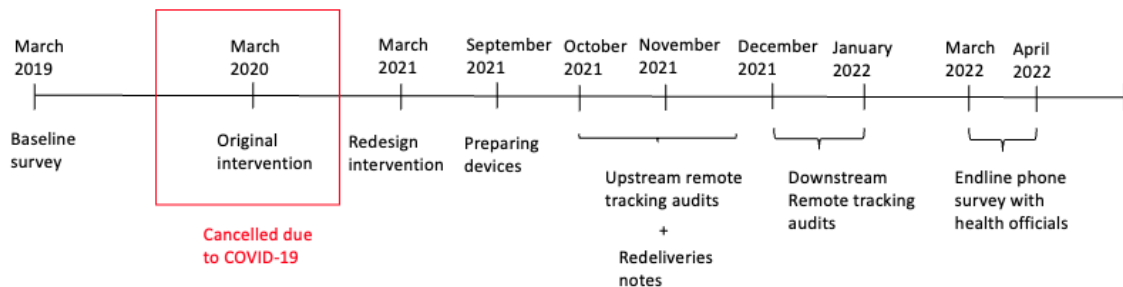 March
2019
March
2020
March
2021
September
2021
October
2021
November
2021
December
2021
January
2022
March
2022
April
2022
Baseline
survey
Original
intervention
Redesign
intervention
Preparing
devices
Upstream remote
tracking audits
+
Redeliveries
notes
Downstream
Remote tracking
audits
Endline phone
survey with
health officials
Cancelled due
to COVID-19